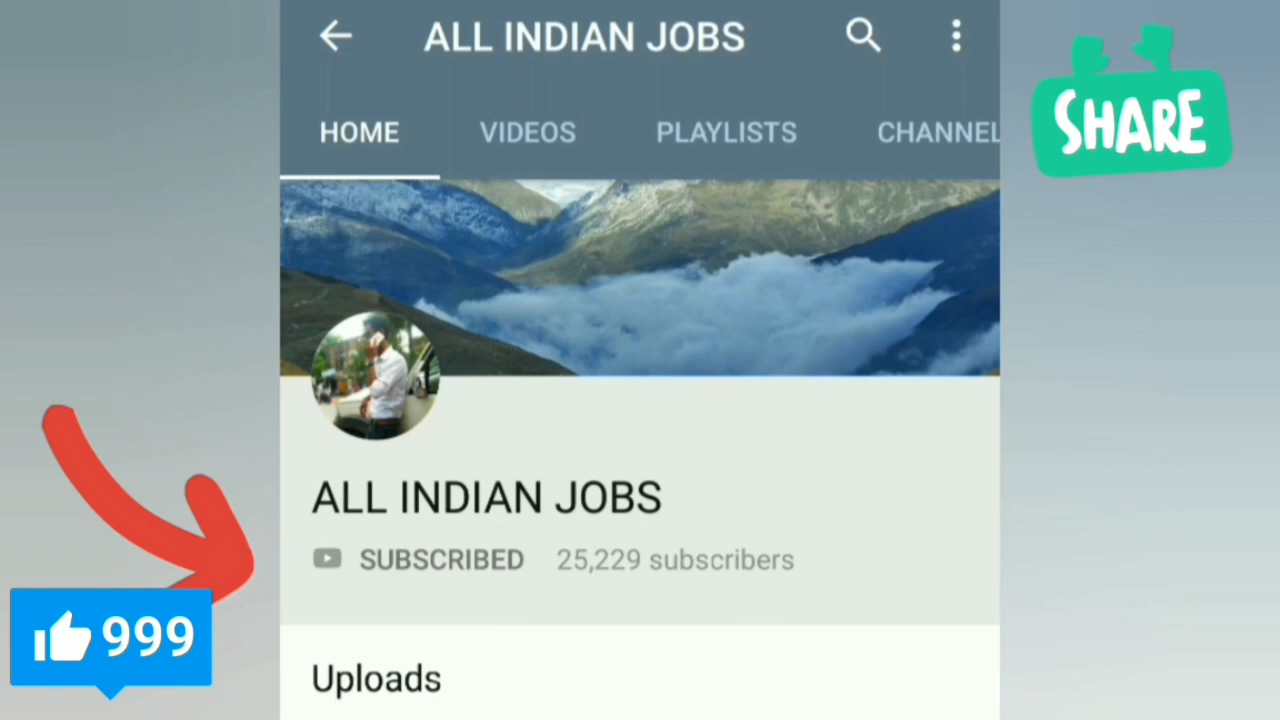 ALL INDIAN JOBS
SHARE
HOME VIDEOS PLAYLISTS CHANNEL
ALL INDIAN JOBS
SUBSCRIBED 25,229 subscribers
999
Uploads